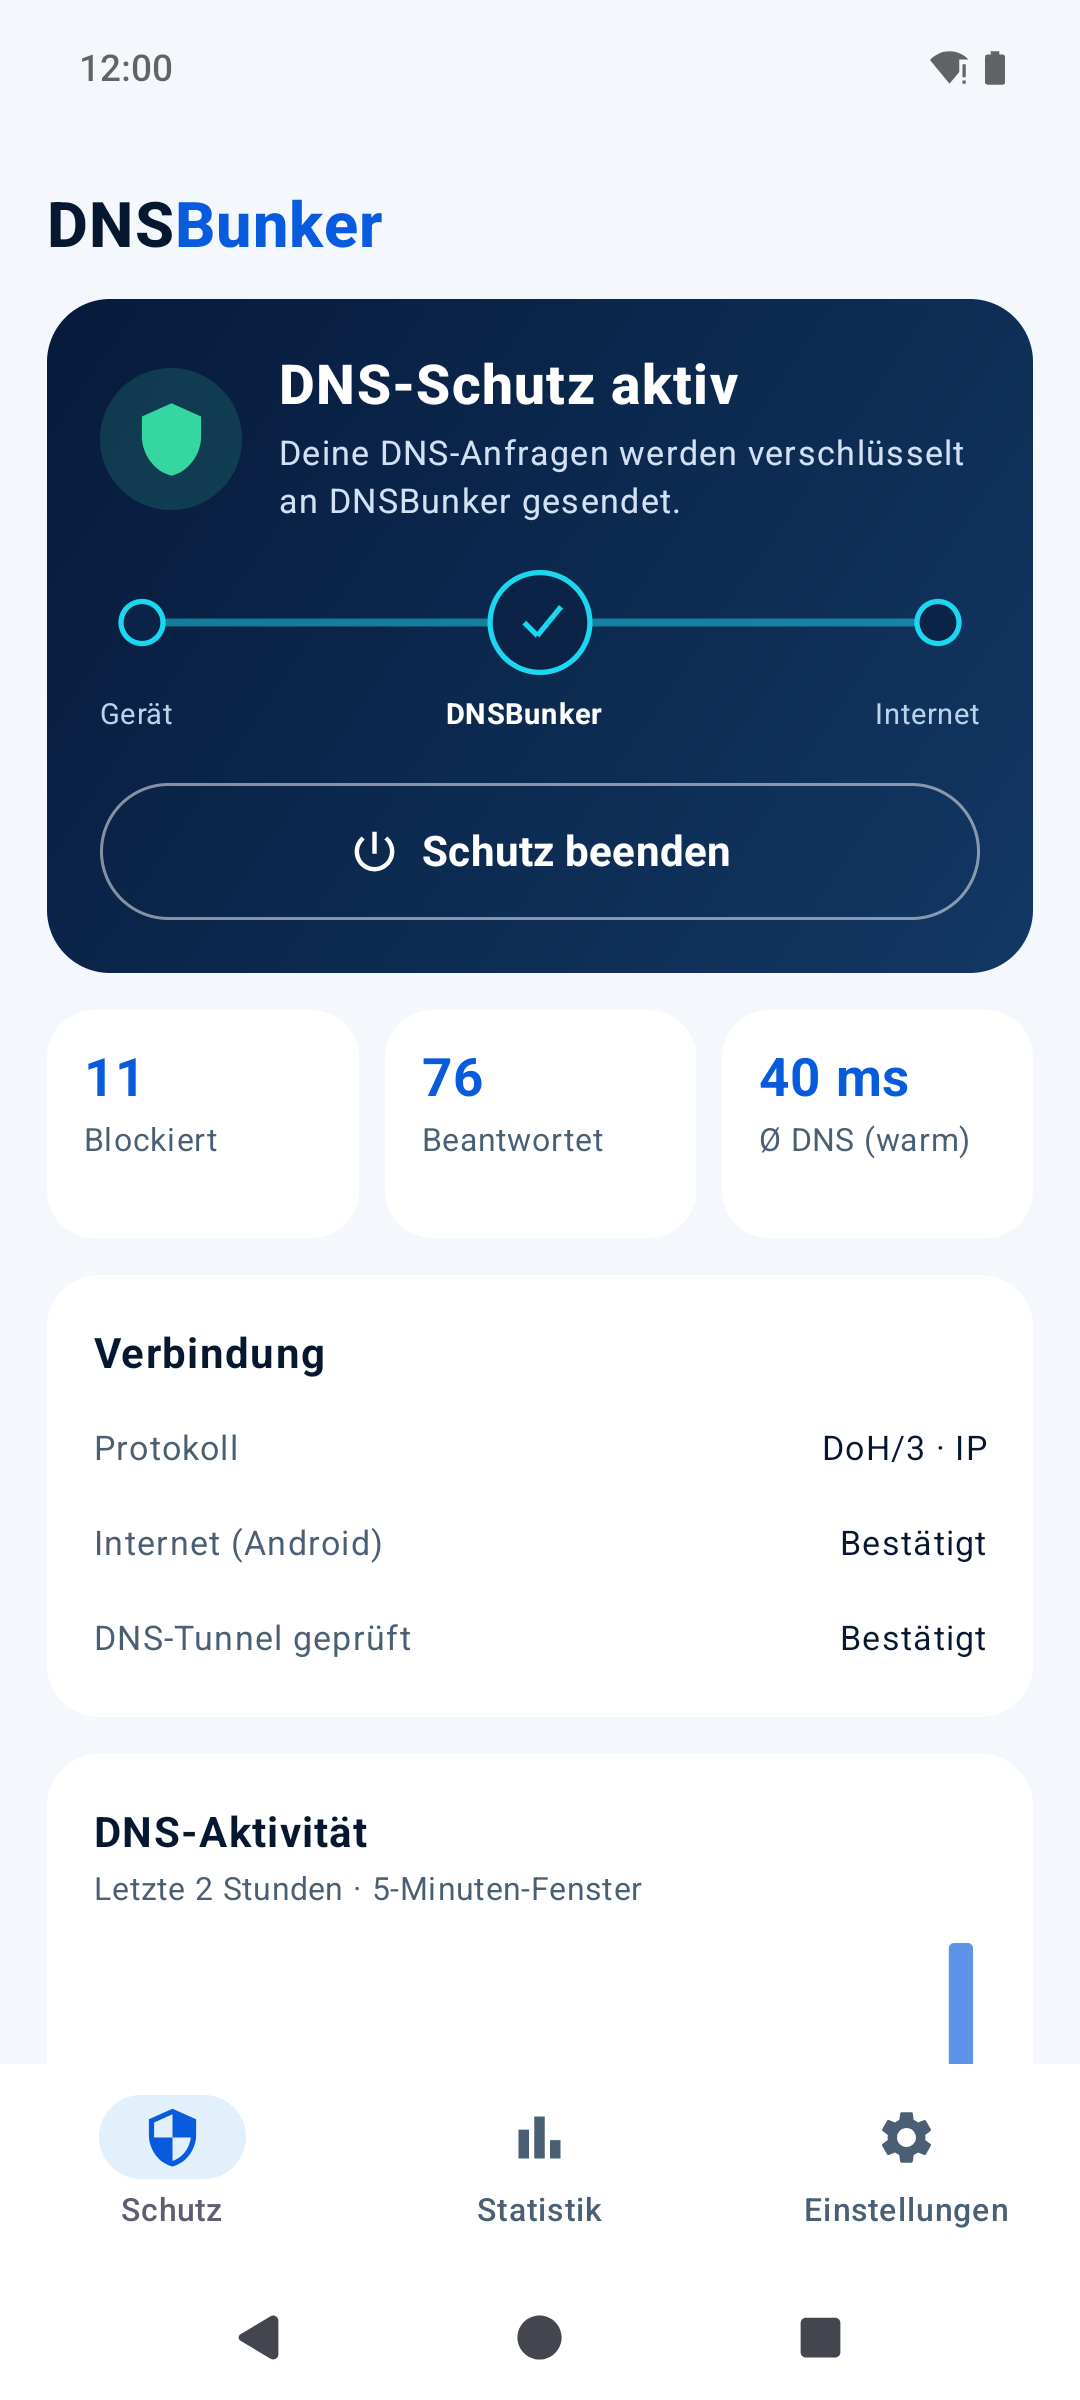 12:00
DNSBunker
DNS-Schutz aktiv
Deine DNS-Anfragen werden verschlüsselt
an DNSBunker gesendet.
Gerät DNSBunker Internet
Schutz beenden
11 76 40 ms
Blockiert Beantwortet Ø DNS (warm)
Verbindung
Protokoll DoH/3 · IP
Internet (Android) Bestätigt
DNS-Tunnel geprüft Bestätigt
DNS-Aktivität
Letzte 2 Stunden · 5-Minuten-Fenster
Schutz Statistik Einstellungen